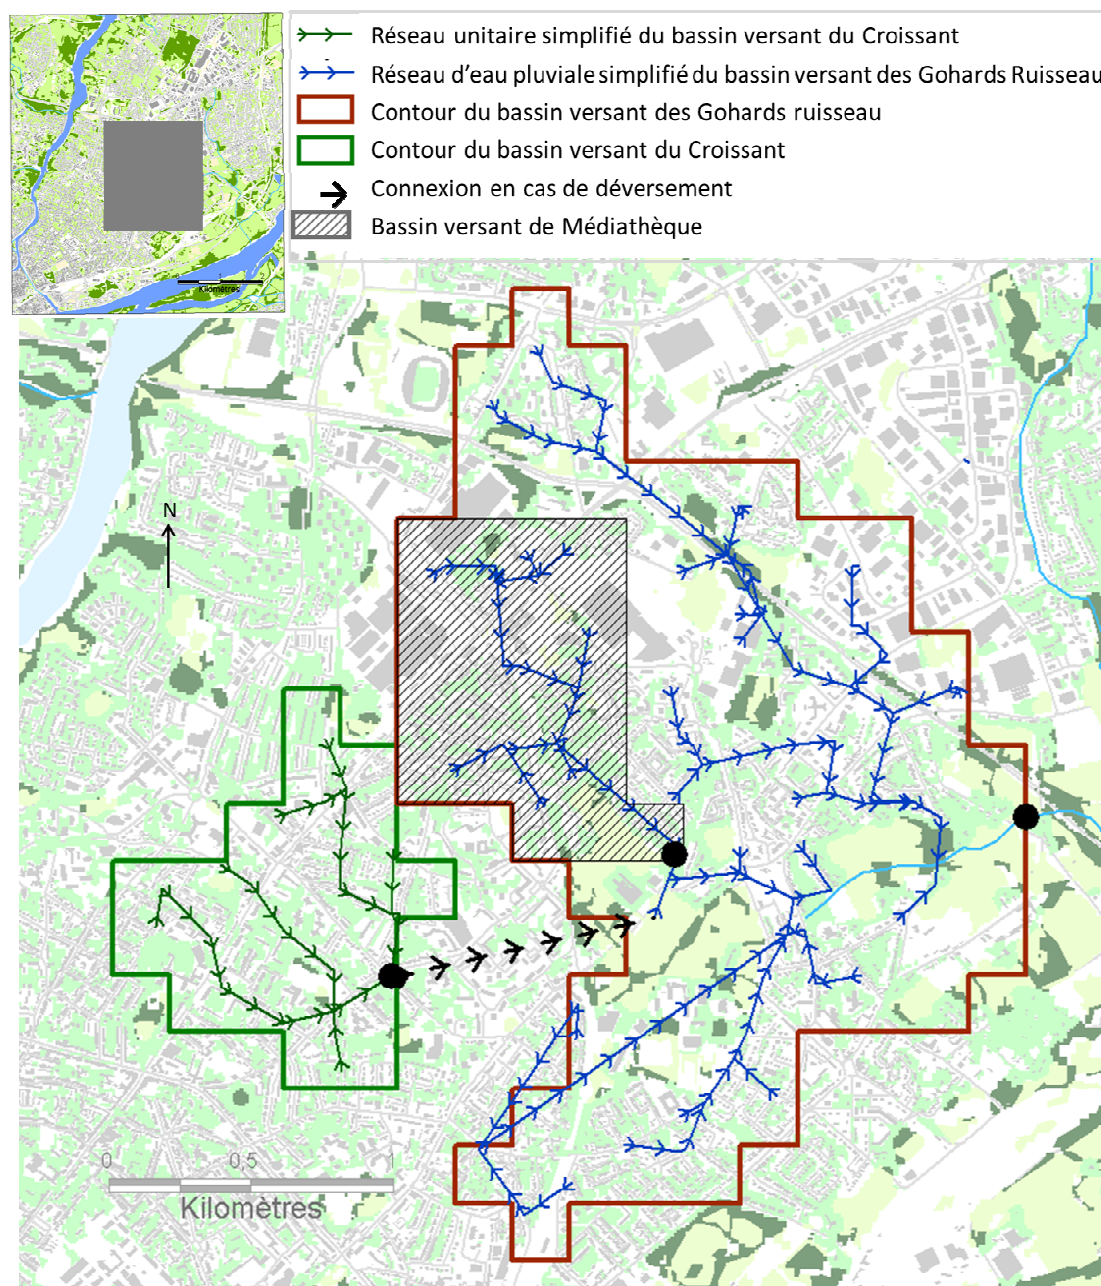 Réseau unitaire simplifié du bassin versant du Croissant
Réseau d'eau pluviale simplifié du bassin versant des Gohards Ruisseau
Contour du bassin versant des Gohards ruisseau
Contour du bassin versant du Croissant
Connexion en cas de déversement
Bassin versant de Médiathèque
Kilomètres
N
0 0,5 1
Kilomètres